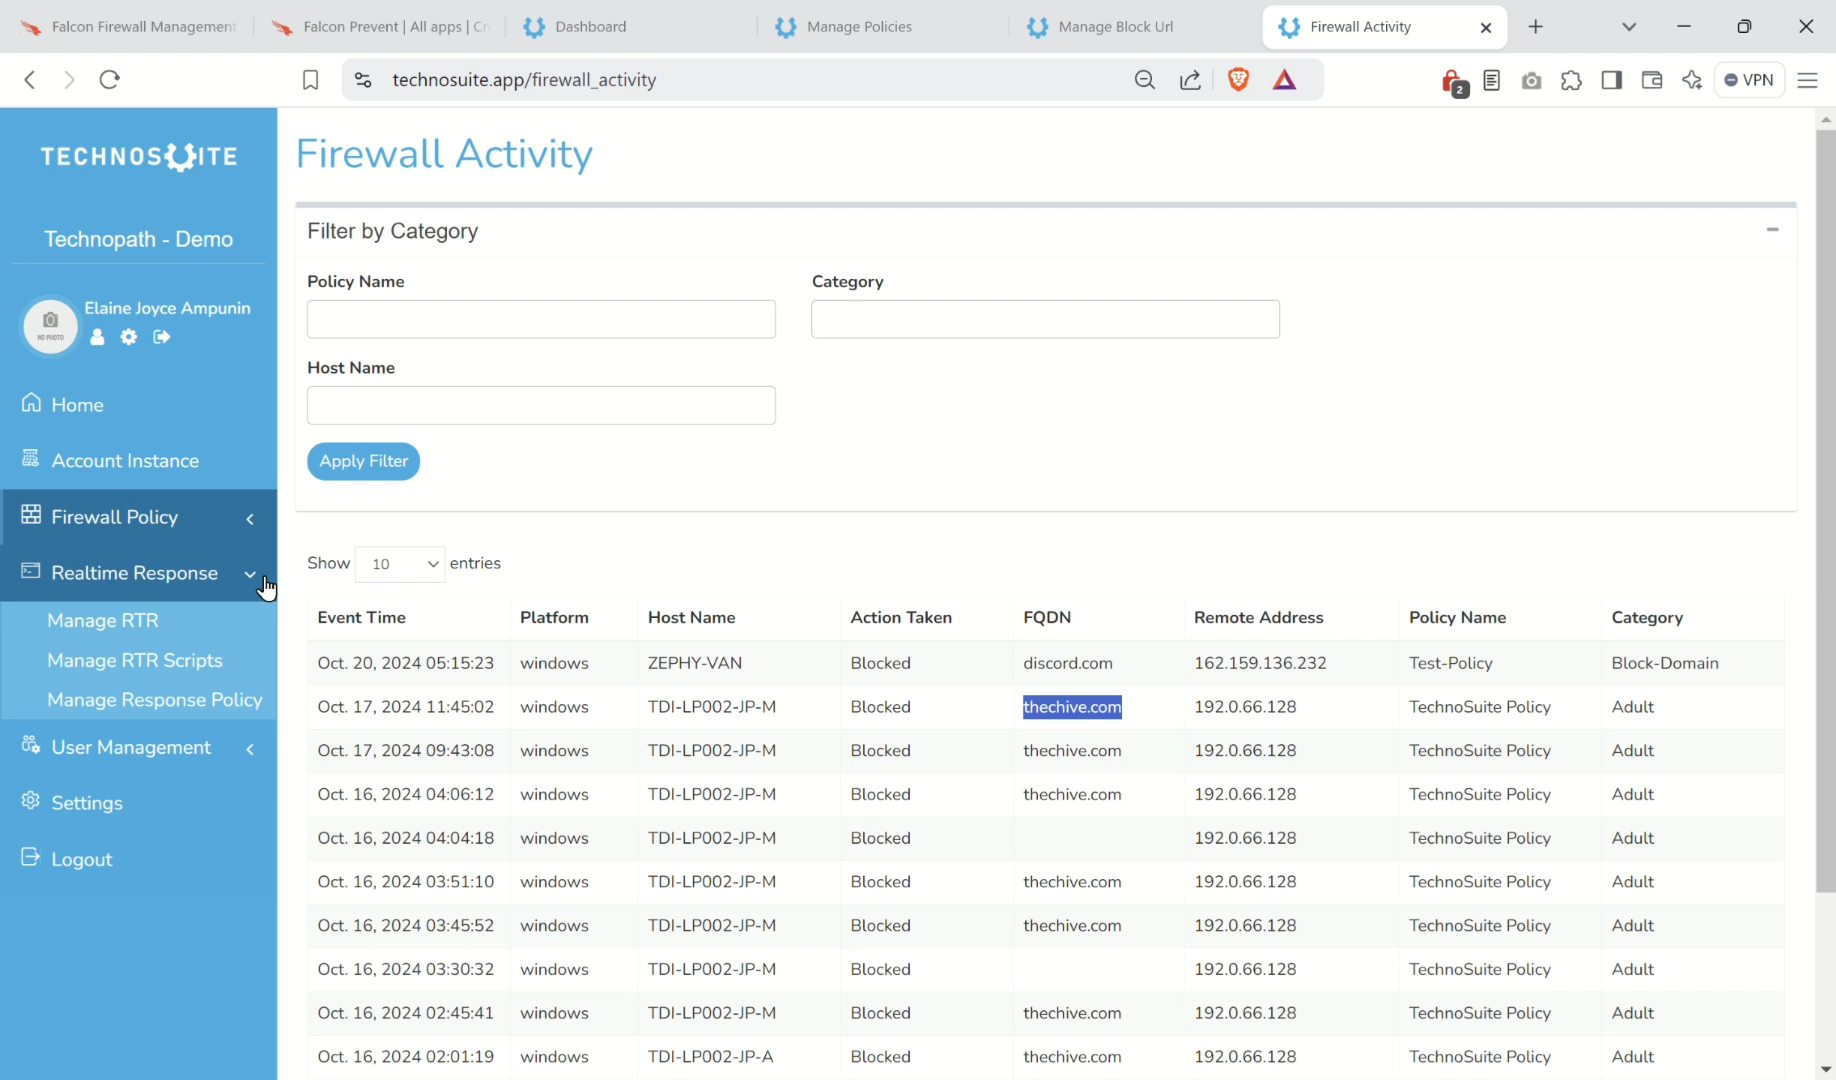 Falcon Firewall Management
Falcon Prevent | All apps | Cr
Dashboard
Manage Policies
Manage Block Url
Firewall Activity
technosuite.app/firewall_activity
2
VPN
TECHNOSUITE
Technopath - Demo
NO PHOTO
Elaine Joyce Ampunin
Home
Account Instance
Firewall Policy
Realtime Response
Manage RTR
Manage RTR Scripts
Manage Response Policy
User Management
Settings
Logout
Firewall Activity
Filter by Category
Policy Name Category
Host Name
Apply Filter
Show 10 entries
Event Time Platform Host Name Action Taken FQDN Remote Address Policy Name Category
Oct. 20, 2024 05:15:23 windows ZEPHY-VAN Blocked discord.com 162.159.136.232 Test-Policy Block-Domain
Oct. 17, 2024 11:45:02 windows TDI-LP002-JP-M Blocked thechive.com 192.0.66.128 TechnoSuite Policy Adult
Oct. 17, 2024 09:43:08 windows TDI-LP002-JP-M Blocked thechive.com 192.0.66.128 TechnoSuite Policy Adult
Oct. 16, 2024 04:06:12 windows TDI-LP002-JP-M Blocked thechive.com 192.0.66.128 TechnoSuite Policy Adult
Oct. 16, 2024 04:04:18 windows TDI-LP002-JP-M Blocked 192.0.66.128 TechnoSuite Policy Adult
Oct. 16, 2024 03:51:10 windows TDI-LP002-JP-M Blocked thechive.com 192.0.66.128 TechnoSuite Policy Adult
Oct. 16, 2024 03:45:52 windows TDI-LP002-JP-M Blocked thechive.com 192.0.66.128 TechnoSuite Policy Adult
Oct. 16, 2024 03:30:32 windows TDI-LP002-JP-M Blocked 192.0.66.128 TechnoSuite Policy Adult
Oct. 16, 2024 02:45:41 windows TDI-LP002-JP-M Blocked thechive.com 192.0.66.128 TechnoSuite Policy Adult
Oct. 16, 2024 02:01:19 windows TDI-LP002-JP-A Blocked thechive.com 192.0.66.128 TechnoSuite Policy Adult